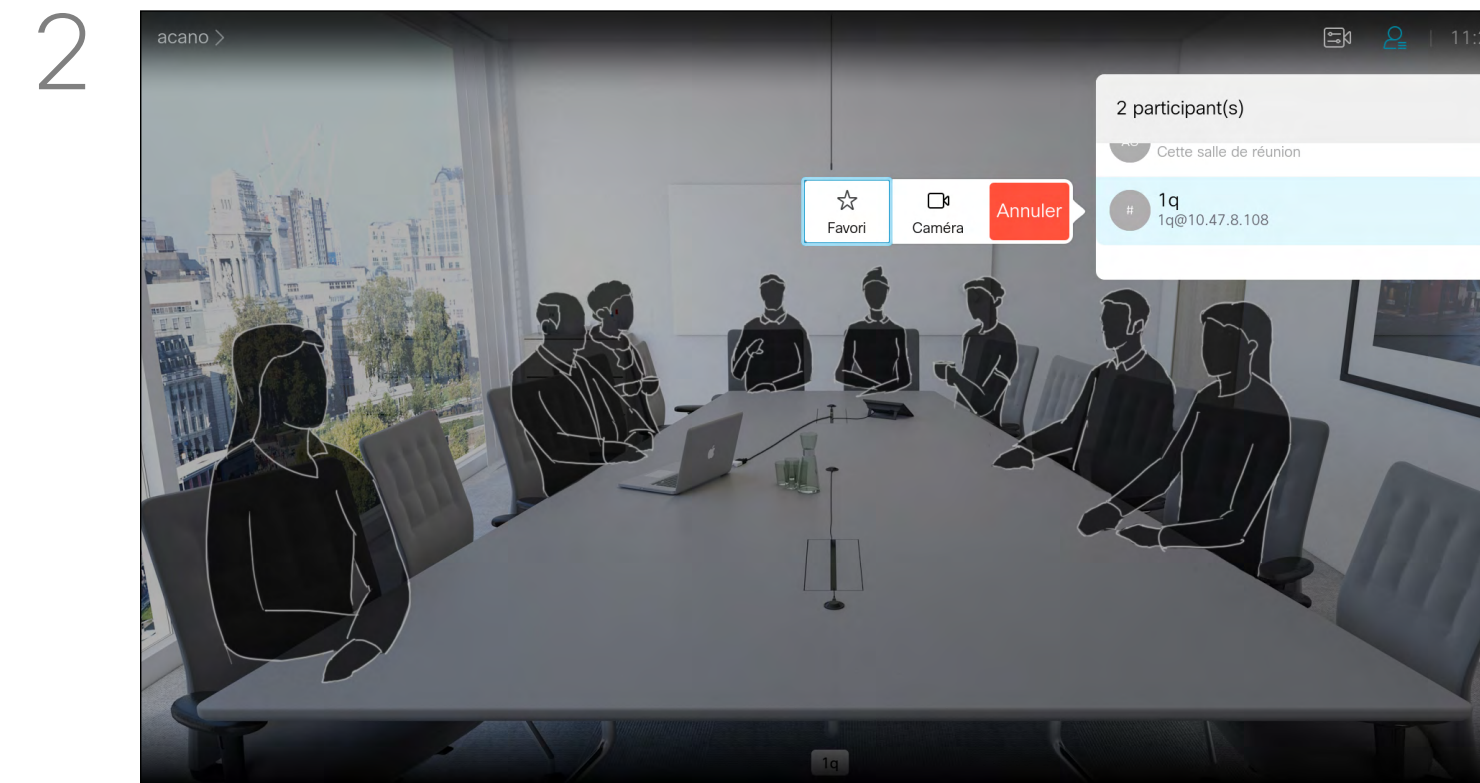 2
acano >
2 participant(s)
Cette salle de réunion
Favori
Caméra
Annuler
#
1q
1q@10.47.8.108
1q